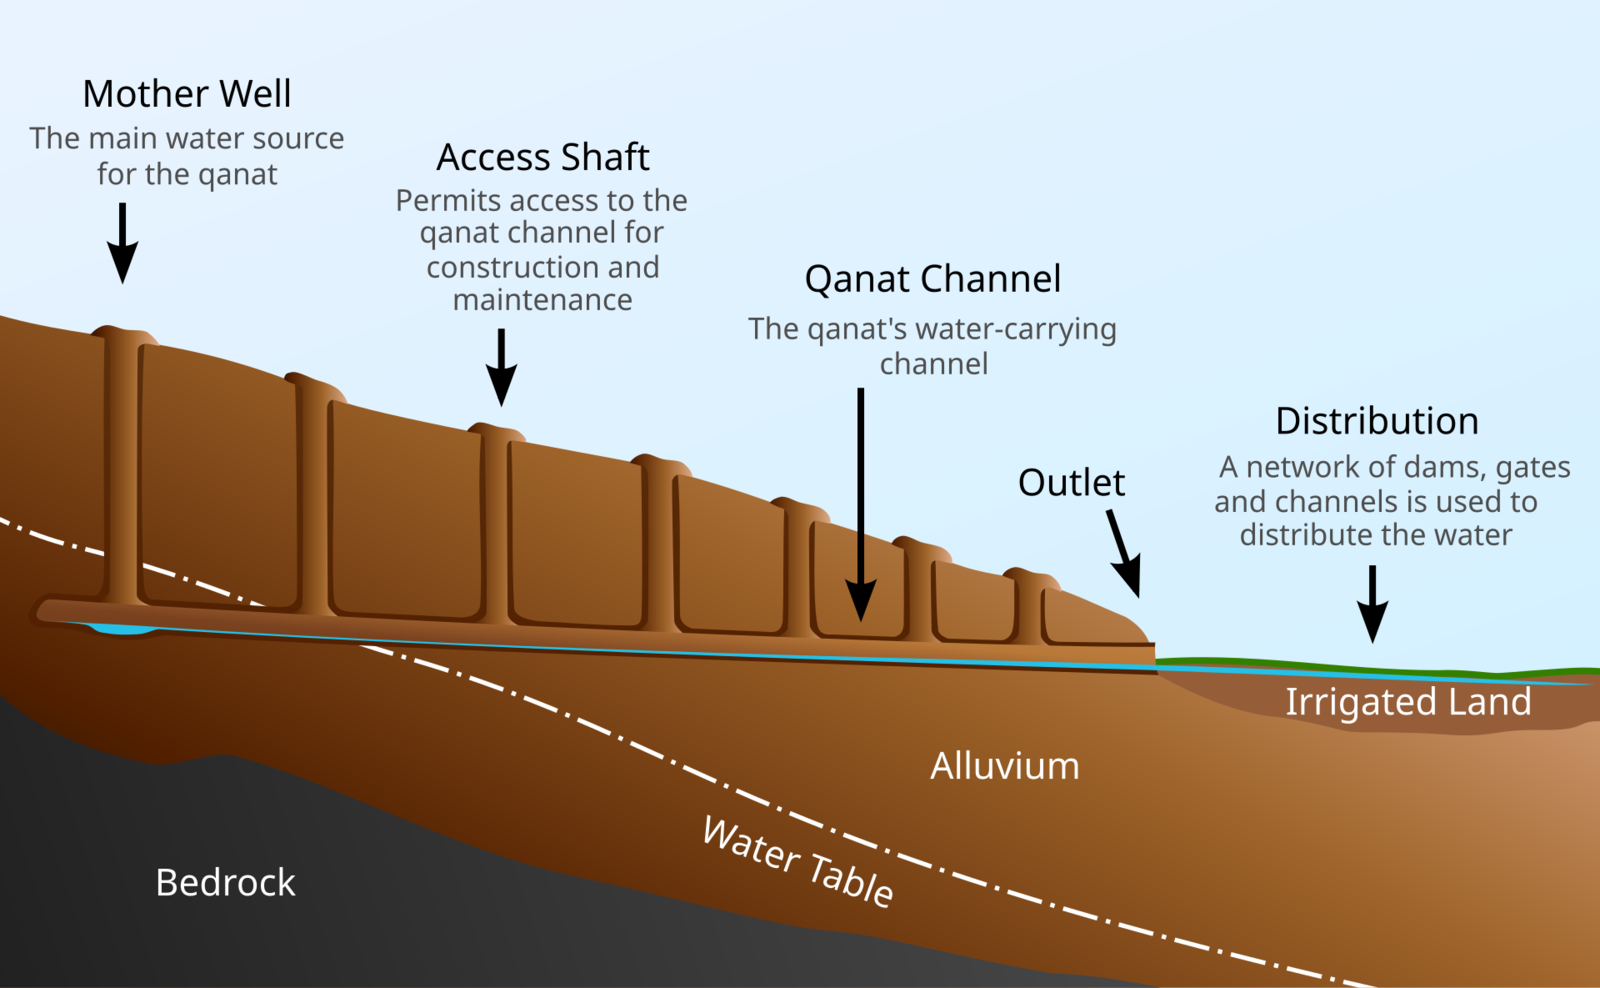 Mother Well
The main water source
for the qanat
Access Shaft
Permits access to the
qanat channel for
construction and
maintenance
Qanat Channel
The qanat's water-carrying
channel
Outlet
Distribution
A network of dams, gates
and channels is used to
distribute the water
Irrigated Land
Alluvium
Water Table
Bedrock